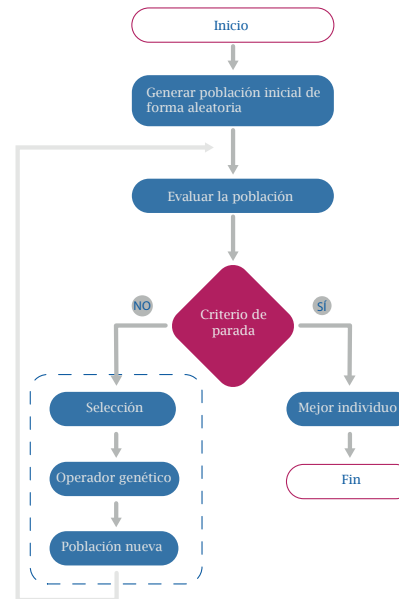 Inicio
Generar población inicial de
forma aleatoria
Evaluar la población
Criterio de
parada
NO
SÍ
Selección
Operador genético
Población nueva
Mejor individuo
Fin